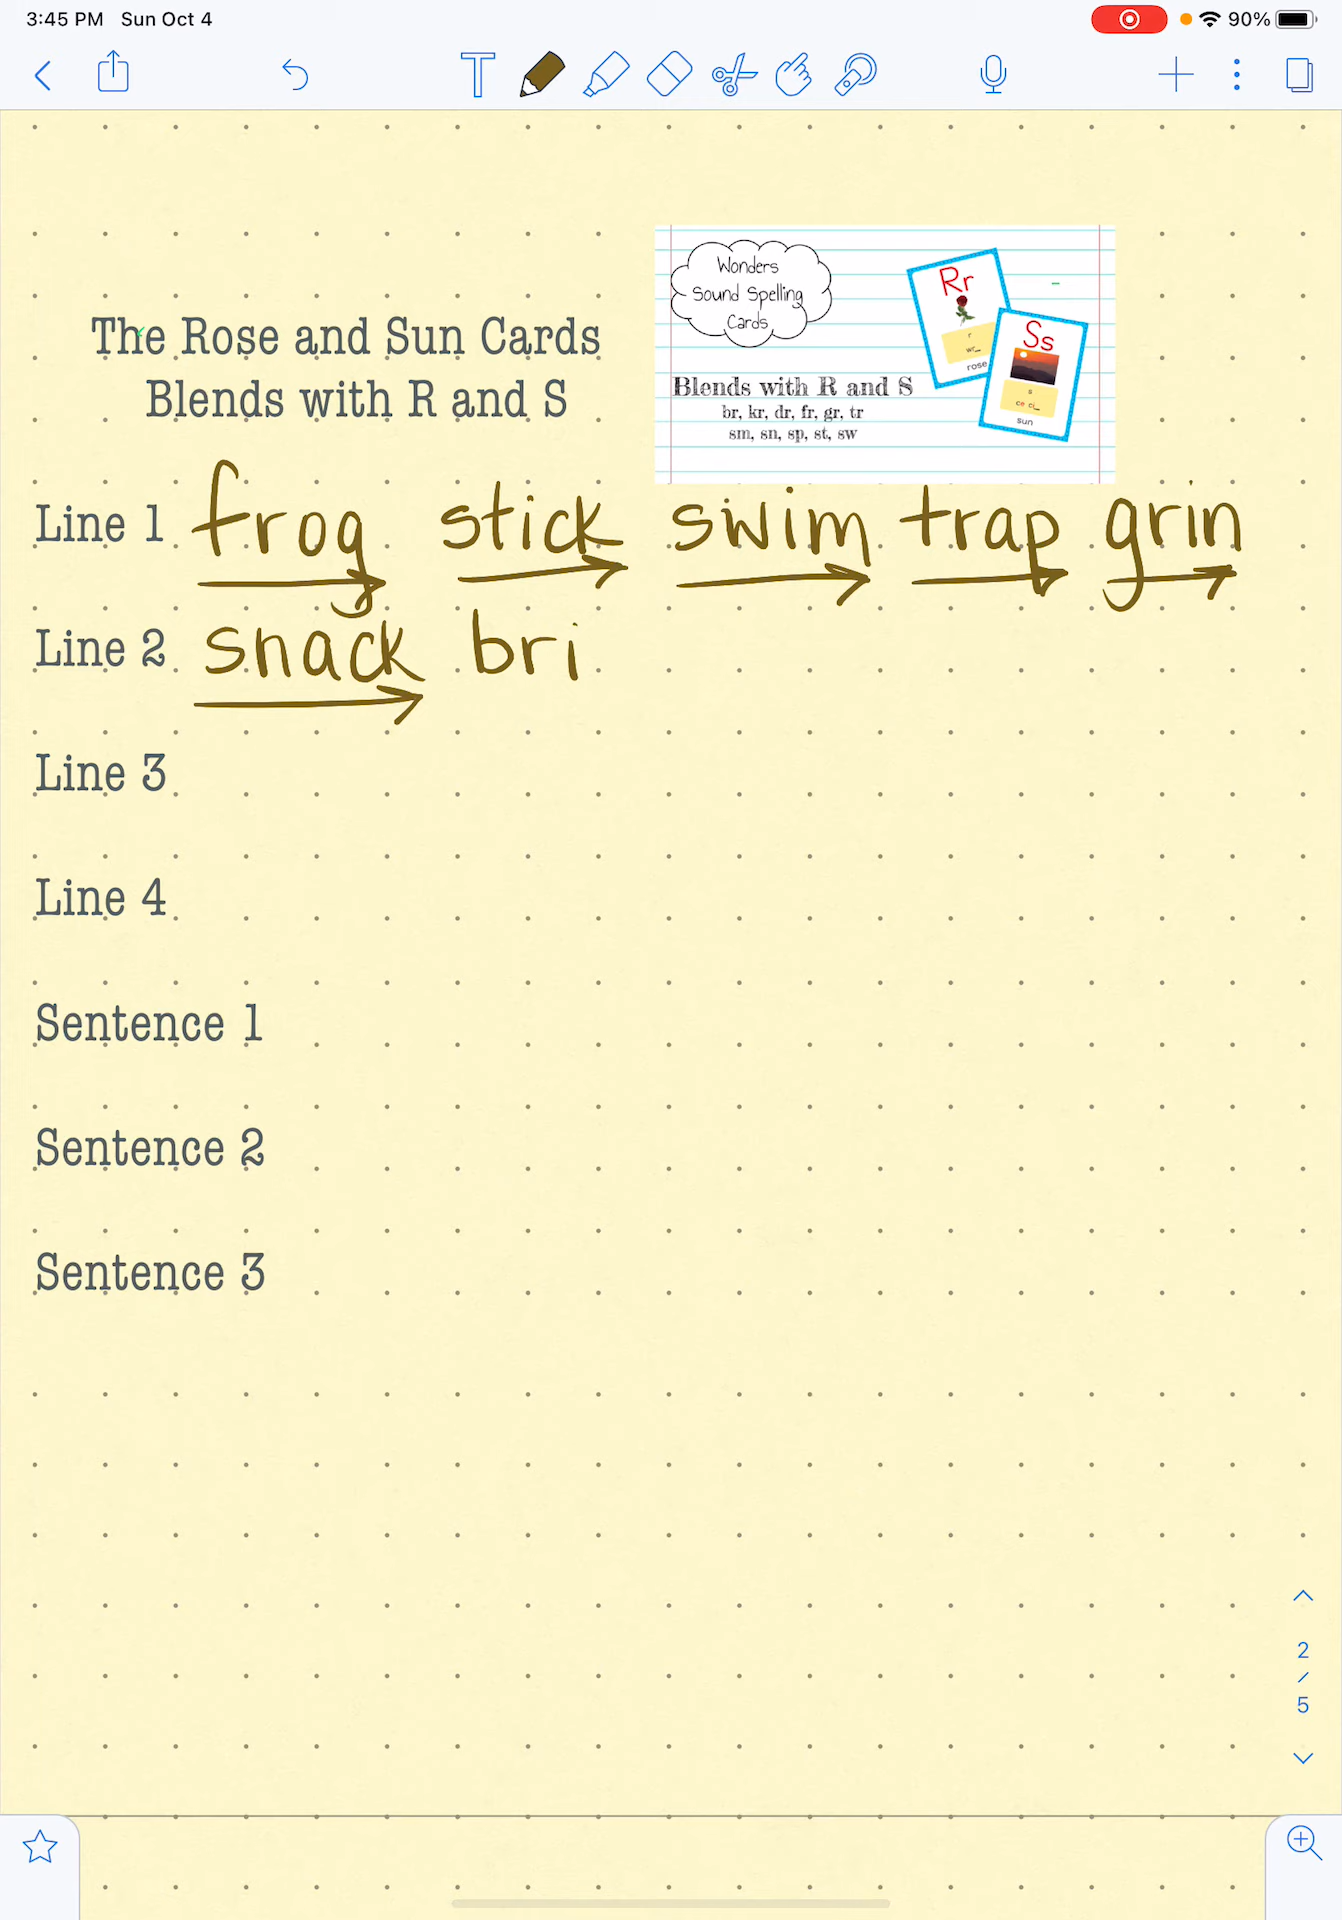 3:45 PM Sun Oct 4
90%
Wonders
Sound Spelling
Cards
Rr
r
wr_
rose
Ss
s
ce ci_
sun
Blends with R and S
br, kr, dr, fr, gr, tr
sm, sn, sp, st, sw
The Rose and Sun Cards
Blends with R and S
Line 1 frog stick swim trap grin
Line 2 snack bri
Line 3
Line 4
Sentence 1
Sentence 2
Sentence 3
2
/
5